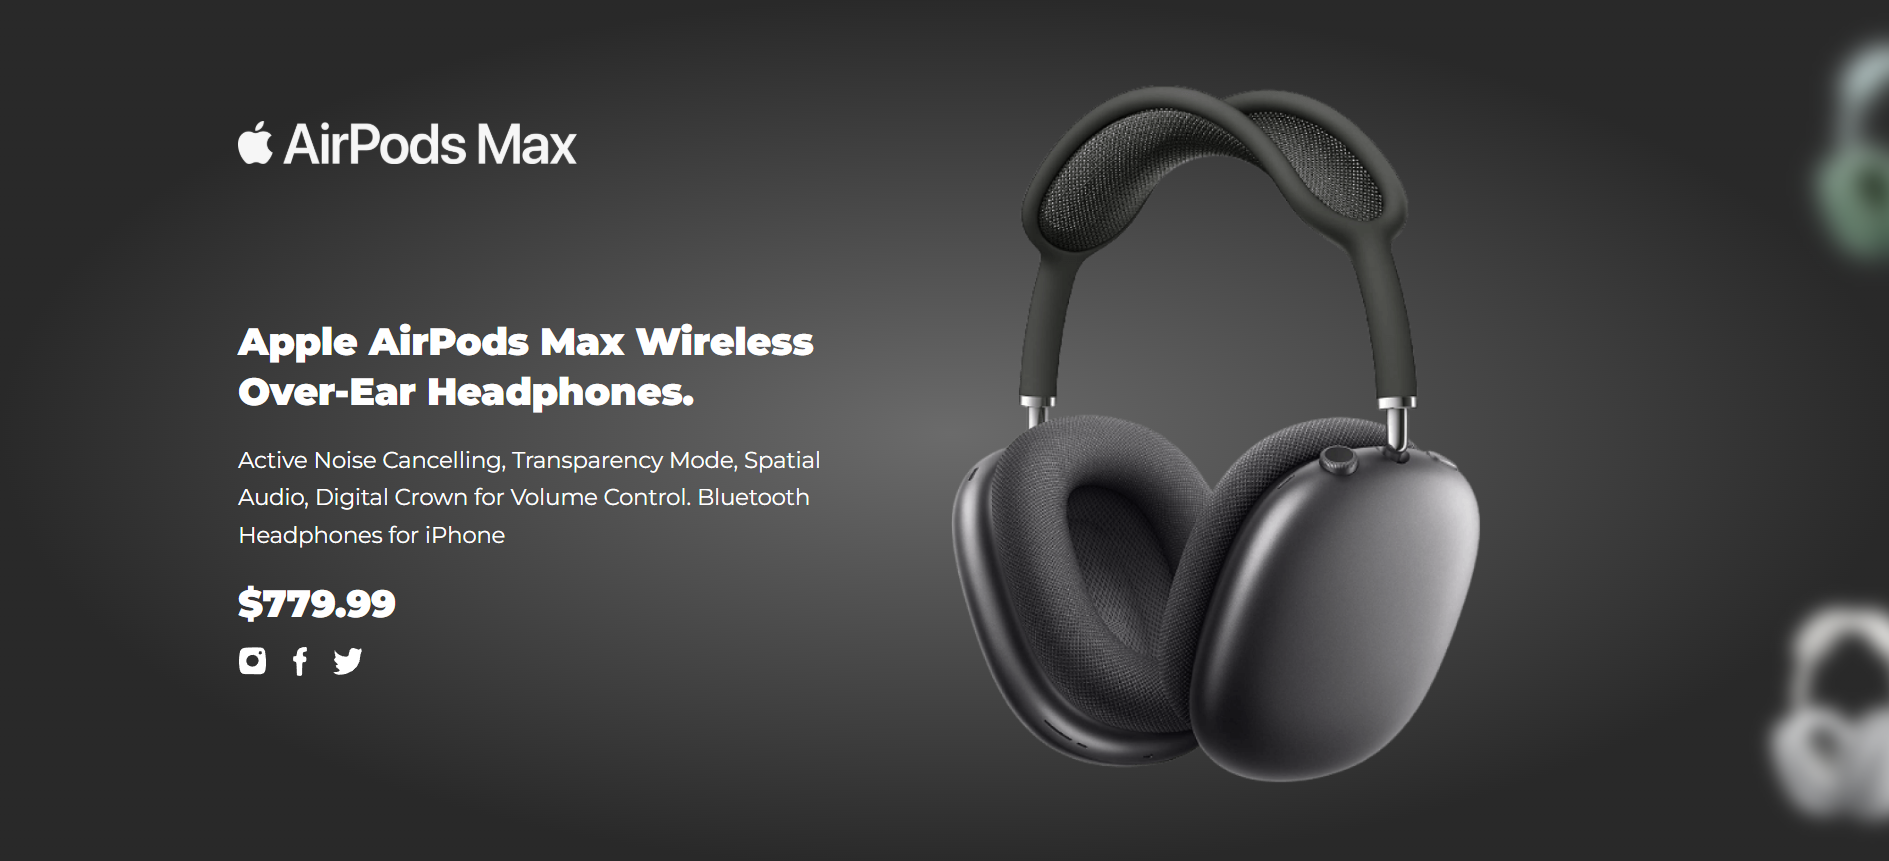 AirPods Max
Apple AirPods Max Wireless
Over-Ear Headphones.
Active Noise Cancelling, Transparency Mode, Spatial
Audio, Digital Crown for Volume Control. Bluetooth
Headphones for iPhone
$779.99